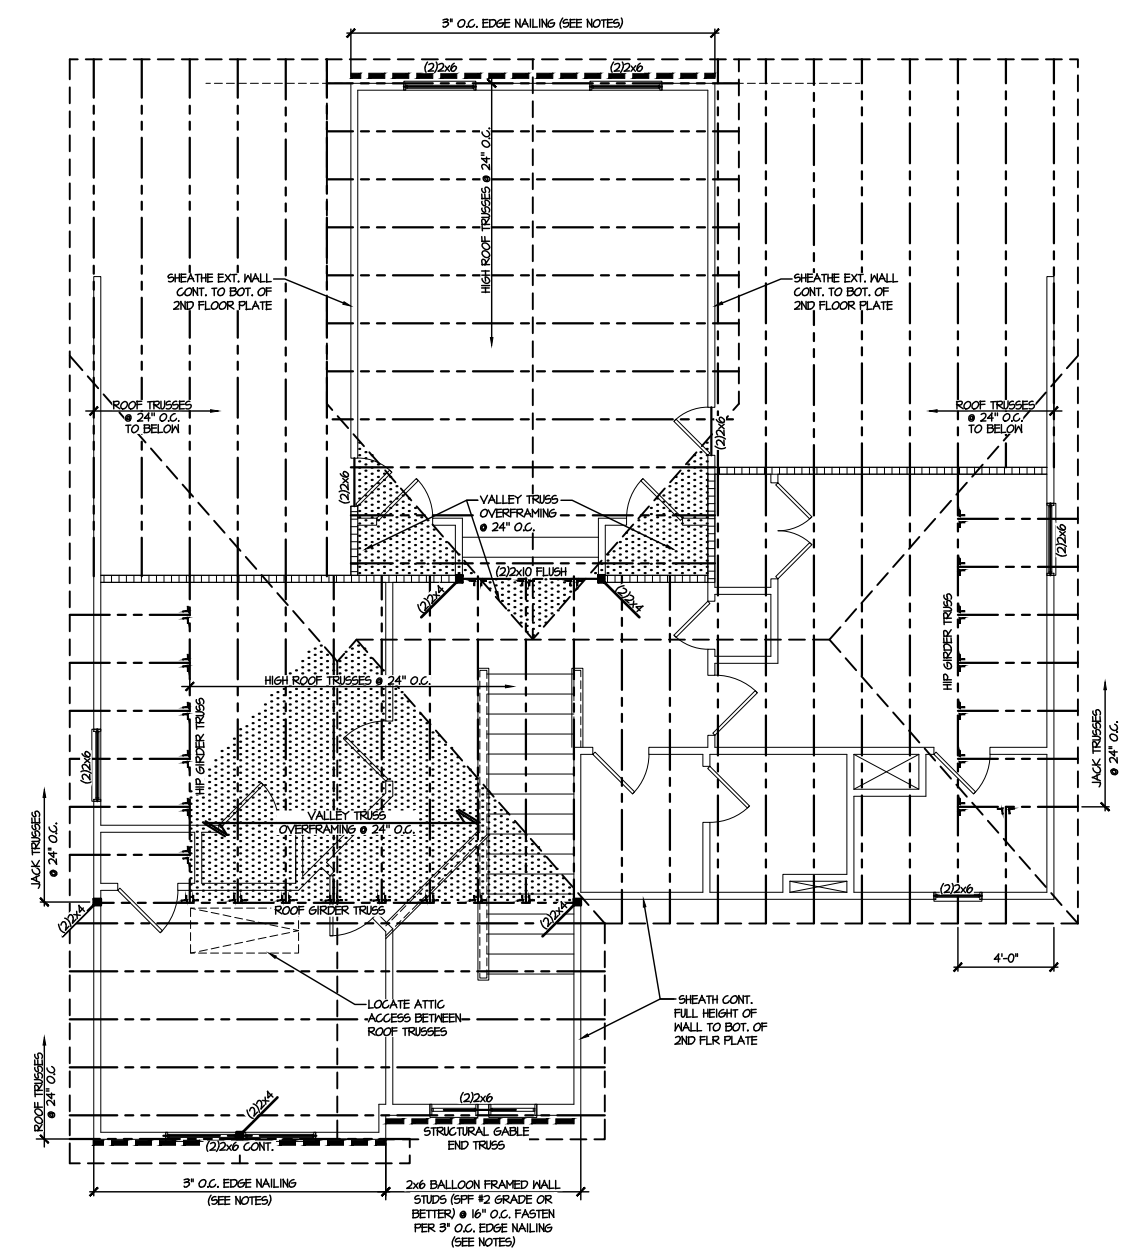 3" O.C. EDGE NAILING (SEE NOTES)
(2)2x6
(2)2x6
HIGH ROOF TRUSSES @ 24" O.C.
SHEATHE EXT. WALL
CONT. TO BOT. OF
2ND FLOOR PLATE
SHEATHE EXT. WALL
CONT. TO BOT. OF
2ND FLOOR PLATE
ROOF TRUSSES
@ 24" O.C.
TO BELOW
ROOF TRUSSES
@ 24" O.C.
TO BELOW
(2)2x6
(2)2x6
VALLEY TRUSS
OVERFRAMING
@ 24" O.C.
(2)2x6
(2)2x10 FLUSH
(2)2x4
(2)2x4
HIP GIRDER TRUSS
HIGH ROOF TRUSSES @ 24" O.C.
HIP GIRDER TRUSS
JACK TRUSSES
@ 24" O.C.
(2)2x6
VALLEY TRUSS
OVERFRAMING @ 24" O.C.
JACK TRUSSES
@ 24" O.C.
(2)2x6
ROOF GIRDER TRUSS
(2)2x4
(2)2x4
4'-0"
LOCATE ATTIC
ACCESS BETWEEN
ROOF TRUSSES
SHEATH CONT.
FULL HEIGHT OF
WALL TO BOT. OF
2ND FLR PLATE
ROOF TRUSSES
@ 24" O.C
(2)2x4
(2)2x6
STRUCTURAL GABLE
END TRUSS
(2)2x6 CONT.
3" O.C. EDGE NAILING
(SEE NOTES)
2x6 BALLOON FRAMED WALL
STUDS (SPF #2 GRADE OR
BETTER) @ 16" O.C. FASTEN
PER 3" O.C. EDGE NAILING
(SEE NOTES)